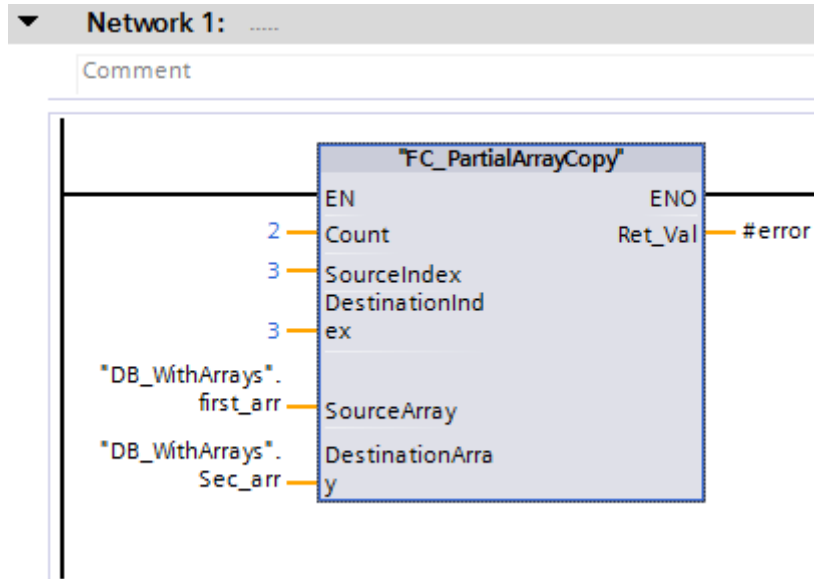 Network 1: .....
Comment
"FC_PartialArrayCopy"
EN ENO
2 Count Ret_Val #error
3 SourceIndex
DestinationInd
3 ex
"DB_WithArrays".
first_arr SourceArray
"DB_WithArrays". DestinationArra
Sec_arr y